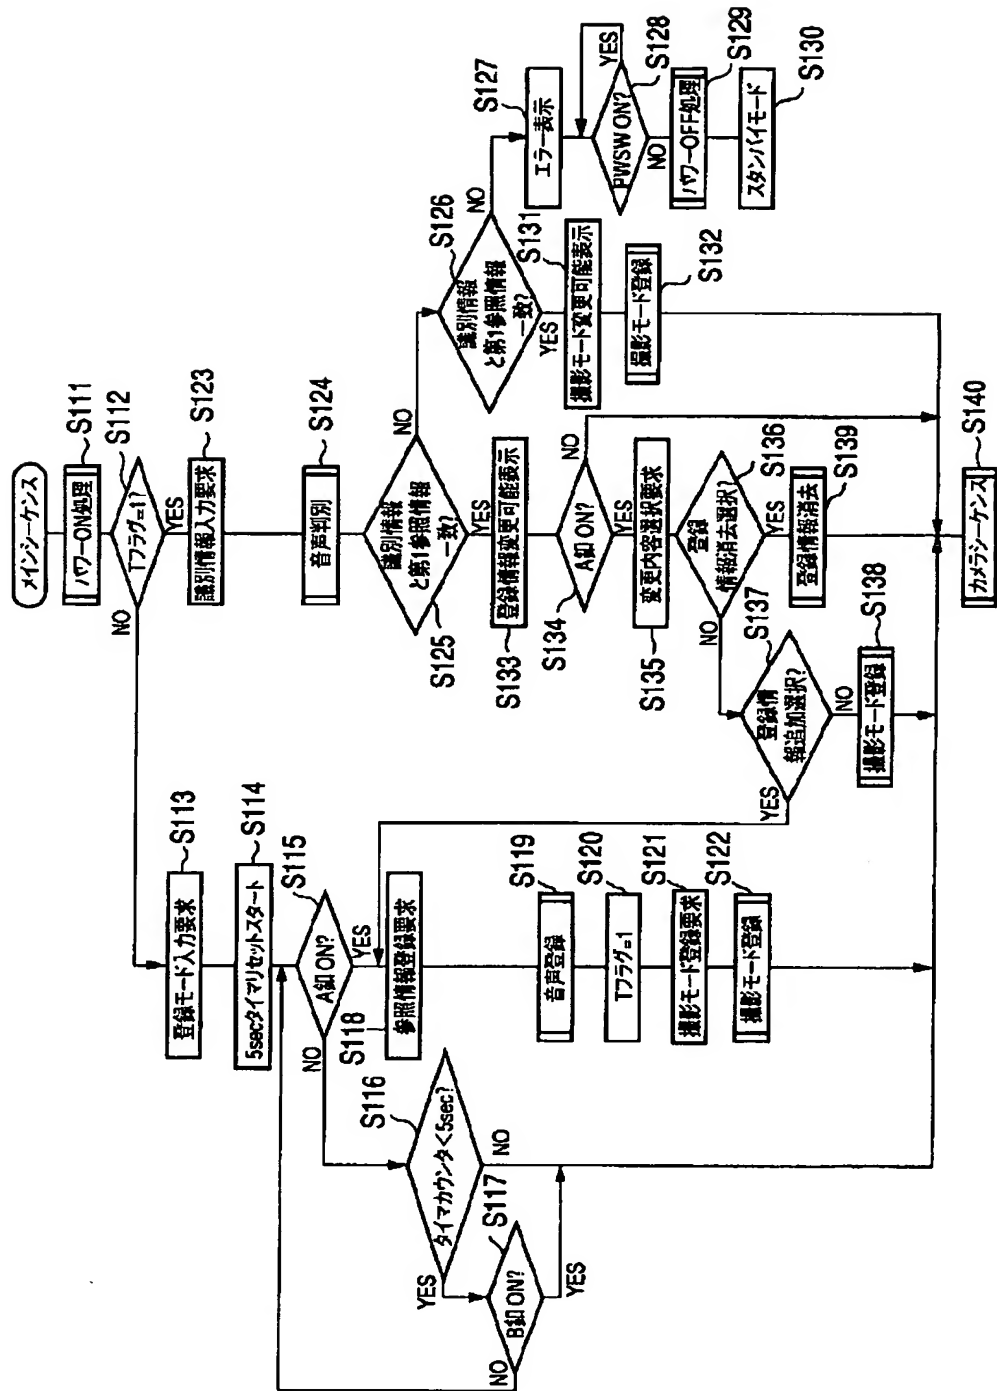 メインシーケンス
パワーON処理
S111
Tフラグ=1?
S112
NO
YES
登録モード入力要求
S113
5secタイマリセットスタート
S114
A釦 ON?
S115
NO
YES
タイマカウンタ<5sec?
S116
YES
NO
B釦 ON?
S117
NO
YES
参照情報登録要求
S118
音声登録
S119
Tフラグ=1
S120
撮影モード登録要求
S121
撮影モード登録
S122
識別情報入力要求
S123
音声判別
S124
識別情報
と第1参照情報
一致?
S125
NO
YES
識別情報
と第1参照情報
一致?
S126
NO
YES
エラー表示
S127
PWSW ON?
S128
YES
NO
パワーOFF処理
S129
スタンバイモード
S130
撮影モード変更可能表示
S131
撮影モード登録
S132
登録情報変更可能表示
S133
A釦 ON?
S134
NO
YES
変更内容選択要求
S135
登録
情報消去選択?
S136
NO
YES
登録情
報追加選択?
S137
YES
NO
撮影モード登録
S138
登録情報消去
S139
カメラシーケンス
S140